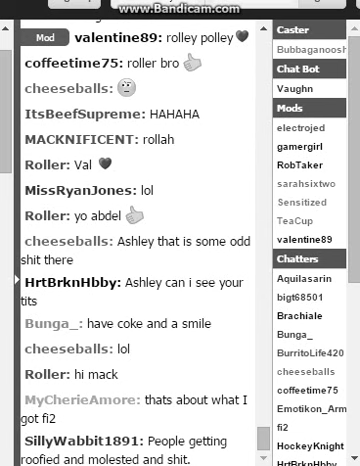 www.Bandicam.com
Mod valentine89: rolley polley
coffeetime75: roller bro
cheeseballs:
ItsBeefSupreme: HAHAHA
MACKNIFICENT: rollah
Roller: Val
MissRyanJones: lol
Roller: yo abdel
cheeseballs: Ashley that is some odd
shit there
HrtBrknHbby: Ashley can i see your
tits
Bunga_: have coke and a smile
cheeseballs: lol
Roller: hi mack
MyCherieAmore: thats about what I
got fi2
SillyWabbit1891: People getting
roofied and molested and shit.
Caster
Bubbaganoosh
Chat Bot
Vaughn
Mods
electrojed
gamergirl
RobTaker
sarahsixtwo
Sensitized
TeaCup
valentine89
Chatters
Aquilasarin
bigt68501
Brachiale
Bunga_
BurritoLife420
cheeseballs
coffeetime75
Emotikon_Arm
fi2
HockeyKnight
HrtBrknHbby